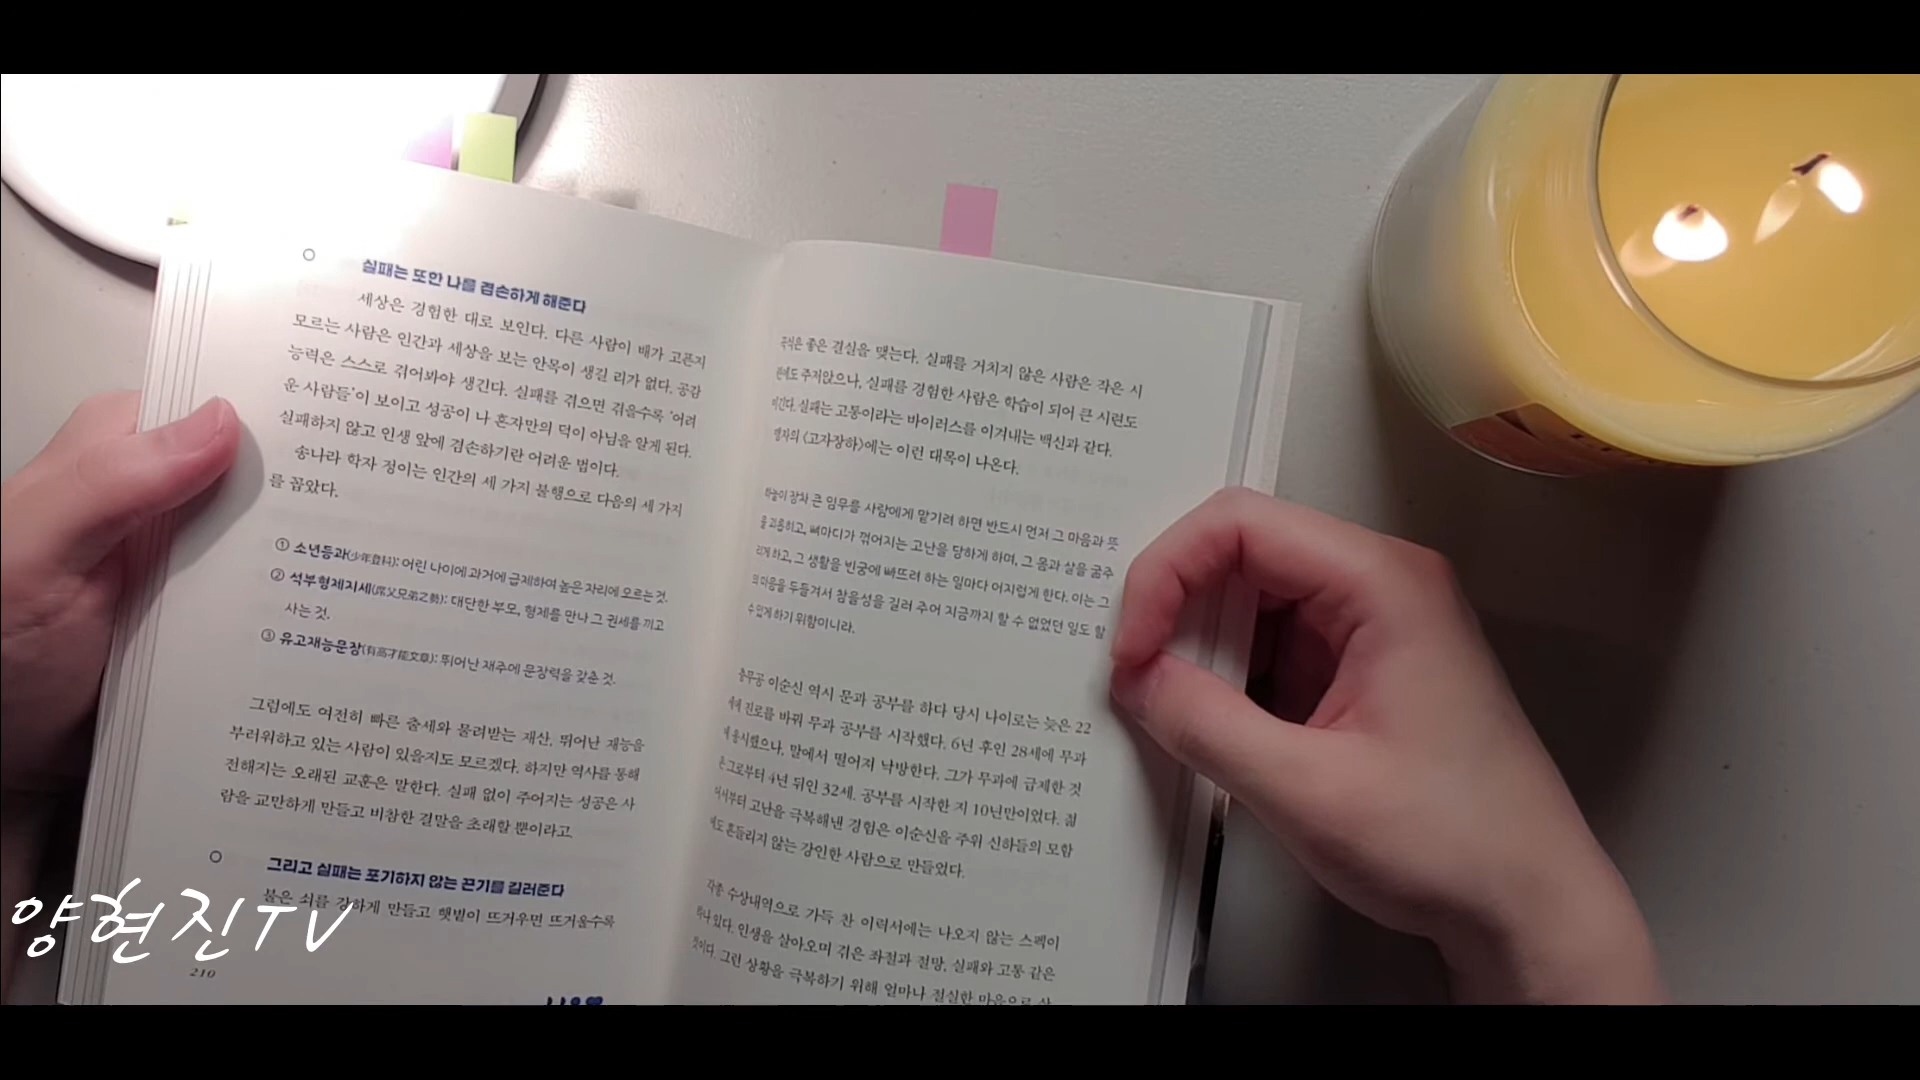 실패는 또한 나를 겸손하게 해준다
세상은 경험한 대로 보인다. 다른 사람이 배가 고픈지
모르는 사람은 인간과 세상을 보는 안목이 생길 리가 없다. 공감
능력은 스스로 겪어봐야 생긴다. 실패를 겪으면 겪을수록 '어려
운 사람들'이 보이고 성공이 나 혼자만의 덕이 아님을 알게 된다.
실패하지 않고 인생 앞에 겸손하기란 어려운 법이다.
송나라 학자 정이는 인간의 세 가지 불행으로 다음의 세 가지
를 꼽았다.
① 소년등과(少年登科): 어린 나이에 과거에 급제하여 높은 자리에 오르는 것.
② 석부형제지세(席父兄弟之勢): 대단한 부모, 형제를 만나 그 권세를 끼고
사는 것.
③ 유고재능문장(有高才能文章): 뛰어난 재주에 문장력을 갖춘 것.
그럼에도 여전히 빠른 출세와 물려받는 재산, 뛰어난 재능을
부러워하고 있는 사람이 있을지도 모르겠다. 하지만 역사를 통해
전해지는 오래된 교훈은 말한다. 실패 없이 주어지는 성공은 사
람을 교만하게 만들고 비참한 결말을 초래할 뿐이라고
그리고 실패는 포기하지 않는 끈기를 길러준다
불은 쇠를 강하게 만들고 햇빛이 뜨거우면 뜨거울수록
210
좋은 결실을 맺는다. 실패를 거치지 않은 사람은 작은 시
주저앉으나, 실패를 경험한 사람은 학습이 되어 큰 시련도
실패는 고통이라는 바이러스를 이겨내는 백신과 같다.
맹자의 〈고자장하〉에는 이런 대목이 나온다.
하늘이 장차 큰 임무를 사람에게 맡기려 하면 반드시 먼저 그 마음과 뜻
을 괴롭히고, 뼈마디가 꺾어지는 고난을 당하게 하며, 그 몸과 살을 굶주
리게 하고, 그 생활을 빈궁에 빠뜨려 하는 일마다 어지럽게 한다. 이는 그
의 마음을 두들겨서 참을성을 길러 주어 지금까지 할 수 없었던 일도 할
수 있게 하기 위함이니라.
충무공 이순신 역시 문과 공부를 하다 당시 나이로는 늦은 22
진로를 바꿔 무과 공부를 시작했다. 6년 후인 28세에 무과
에 응시했으나, 말에서 떨어져 낙방한다. 그가 무과에 급제한 것
은 그로부터 4년 뒤인 32세. 공부를 시작한 지 10년만이었다. 젊
어서부터 고난을 극복해낸 경험은 이순신을 주위 신하들의 모함
에도 흔들리지 않는 강인한 사람으로 만들었다.
각종 수상내역으로 가득 찬 이력서에는 나오지 않는 스펙이
하나 있다. 인생을 살아오며 겪은 좌절과 절망, 실패와 고통 같은
것이다. 그런 상황을 극복하기 위해 얼마나 절실한 마음으로
양현진TV